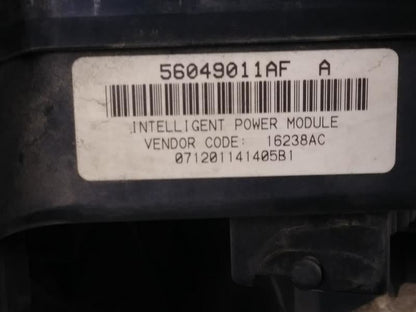 56049011AF A
INTELLIGENT POWER MODULE
VENDOR CODE: 16238AC
071201141405B1